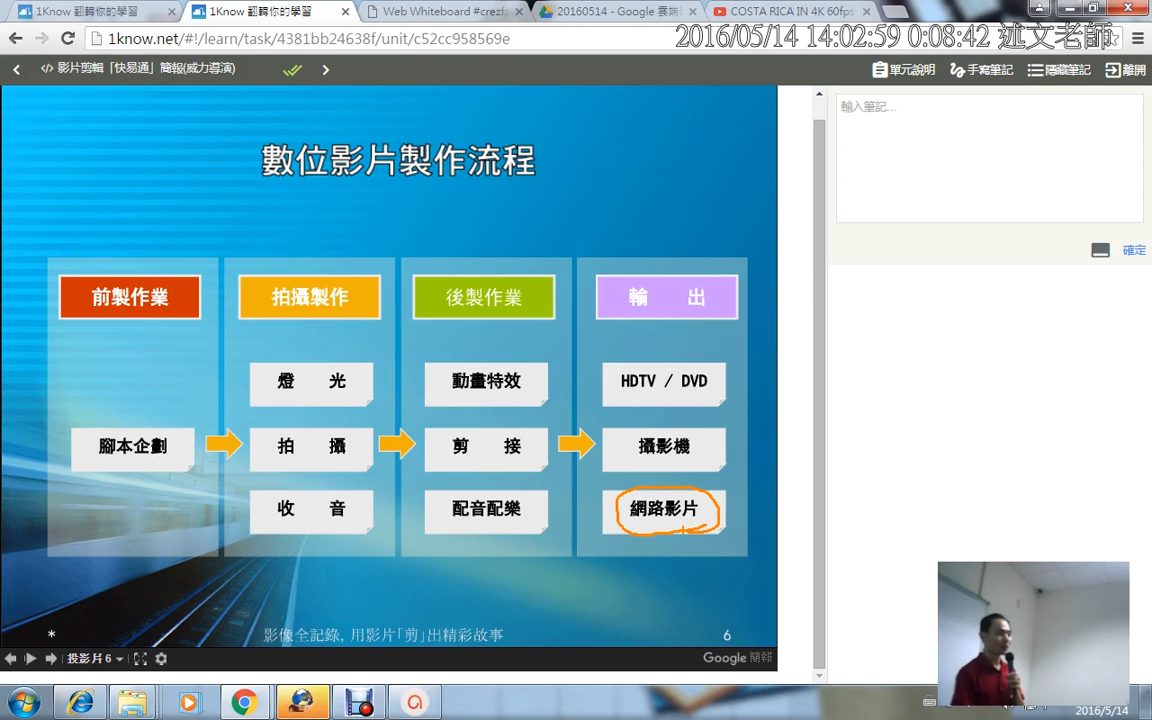 1Know 翻轉你的學習
1Know 翻轉你的學習
Web Whiteboard #crezfa
20160514 - Google 雲端
COSTA RICA IN 4K 60fps
1know.net/#!/learn/task/4381bb24638f/unit/c52cc958569e
2016/05/14 14:02:59 0:08:42 述文老師
</> 影片剪輯「快易通」簡報(威力導演)
單元說明
手寫筆記
隱藏筆記
離開
輸入筆記...
確定
數位影片製作流程
前製作業
拍攝製作
後製作業
輸 出
燈 光
動畫特效
HDTV / DVD
腳本企劃
拍 攝
剪 接
攝影機
收 音
配音配樂
網路影片
*
影像全記錄, 用影片「剪」出精彩故事
6
投影片 6
Google 簡報
2016/5/14